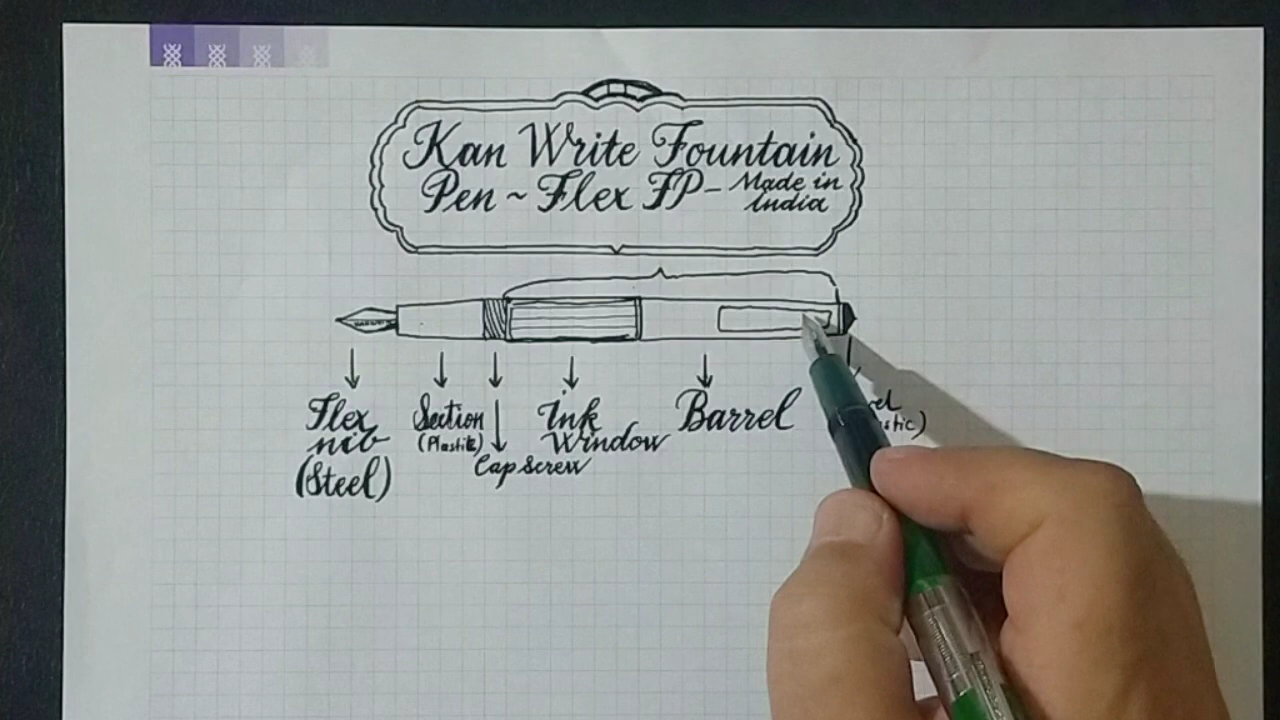 Kan Write Fountain
Pen ~ Flex FP - Made in
India
Flex
nib
(Steel)
Section
(Plastic)
Cap screw
Ink
Window
Barrel